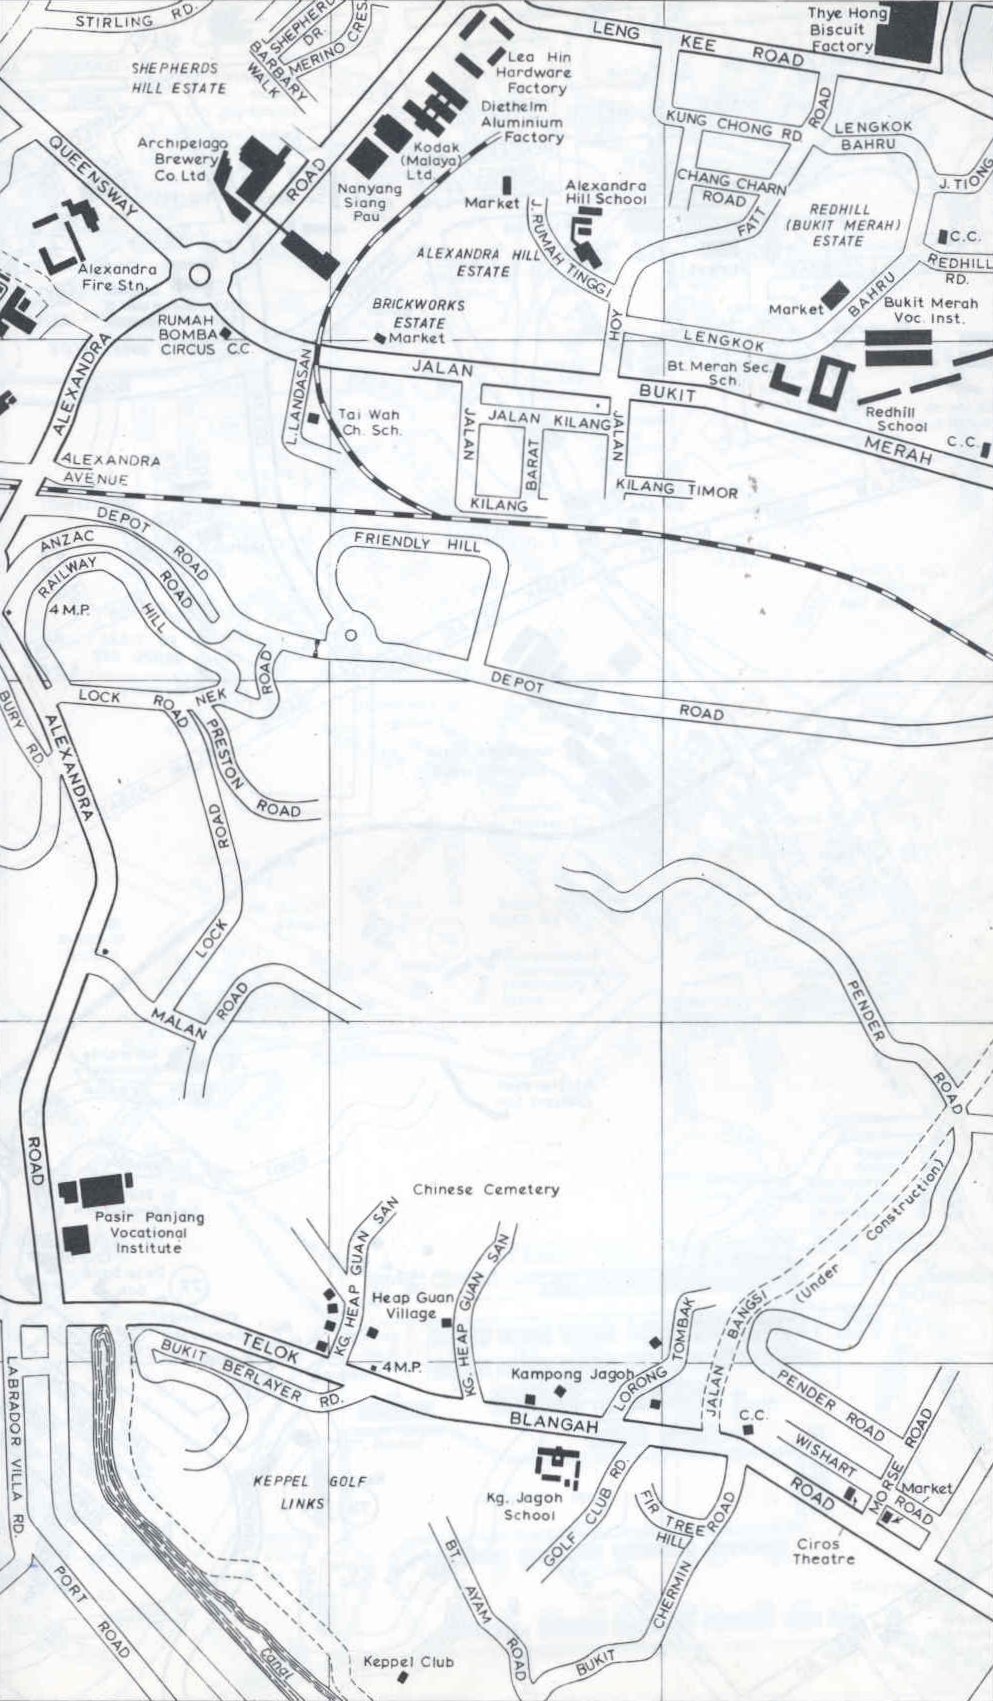 STIRLING RD.
SHEPHERD
DR.
MERINO CRES
BARBARY
WALK
SHEPHERDS
HILL ESTATE
LENG KEE ROAD
Thye Hong
Biscuit
Factory
Lea Hin
Hardware
Factory
Diethelm
Aluminium
Factory
Kodak
(Malaya)
Ltd.
Nanyang
Siang
Pau
Archipelago
Brewery
Co. Ltd
QUEENSWAY
ROAD
KUNG CHONG RD
ROAD
LENGKOK
BAHRU
CHANG CHARN
ROAD
J. TIONG
Market
Alexandra
Hill School
J. RUMAH TINGGI
FATT
HOY
REDHILL
(BUKIT MERAH)
ESTATE
C.C.
REDHILL
RD.
ALEXANDRA HILL
ESTATE
Alexandra
Fire Stn.
RUMAH
BOMBA
CIRCUS C.C.
BRICKWORKS
ESTATE
Market
Market
BAHRU
Bukit Merah
Voc. Inst.
LENGKOK
ALEXANDRA
L. LANDASAN
JALAN
BUKIT
MERAH
Bt. Merah Sec.
Sch.
Redhill
School
C.C.
Tai Wah
Ch. Sch.
JALAN
JALAN KILANG
BARAT
JALAN
KILANG
KILANG TIMOR
ALEXANDRA
AVENUE
DEPOT ROAD
ANZAC
ROAD
RAILWAY
HILL
4 M.P.
FRIENDLY HILL
ROAD
DEPOT
ROAD
LOCK ROAD
NEK
BURY RD.
ALEXANDRA
PRESTON
ROAD
ROAD
LOCK
MALAN
ROAD
PENDER
ROAD
ROAD
Pasir Panjang
Vocational
Institute
Chinese Cemetery
KG. HEAP GUAN SAN
KG. HEAP GUAN SAN
Heap Guan
Village
4 M.P.
(Under Construction)
JALAN BANGSI
LORONG TOMBAK
TELOK
BLANGAH
ROAD
BUKIT BERLAYER RD.
LABRADOR VILLA RD.
Kampong Jagoh
C.C.
PENDER ROAD
WISHART
ROAD
MORSE
ROAD
Market
Ciros
Theatre
KEPPEL GOLF
LINKS
Kg. Jagoh
School
GOLF CLUB RD.
FIR TREE
HILL
BUKIT
CHERMIN
ROAD
BT. AYAM
ROAD
PORT ROAD
Canal
Keppel Club